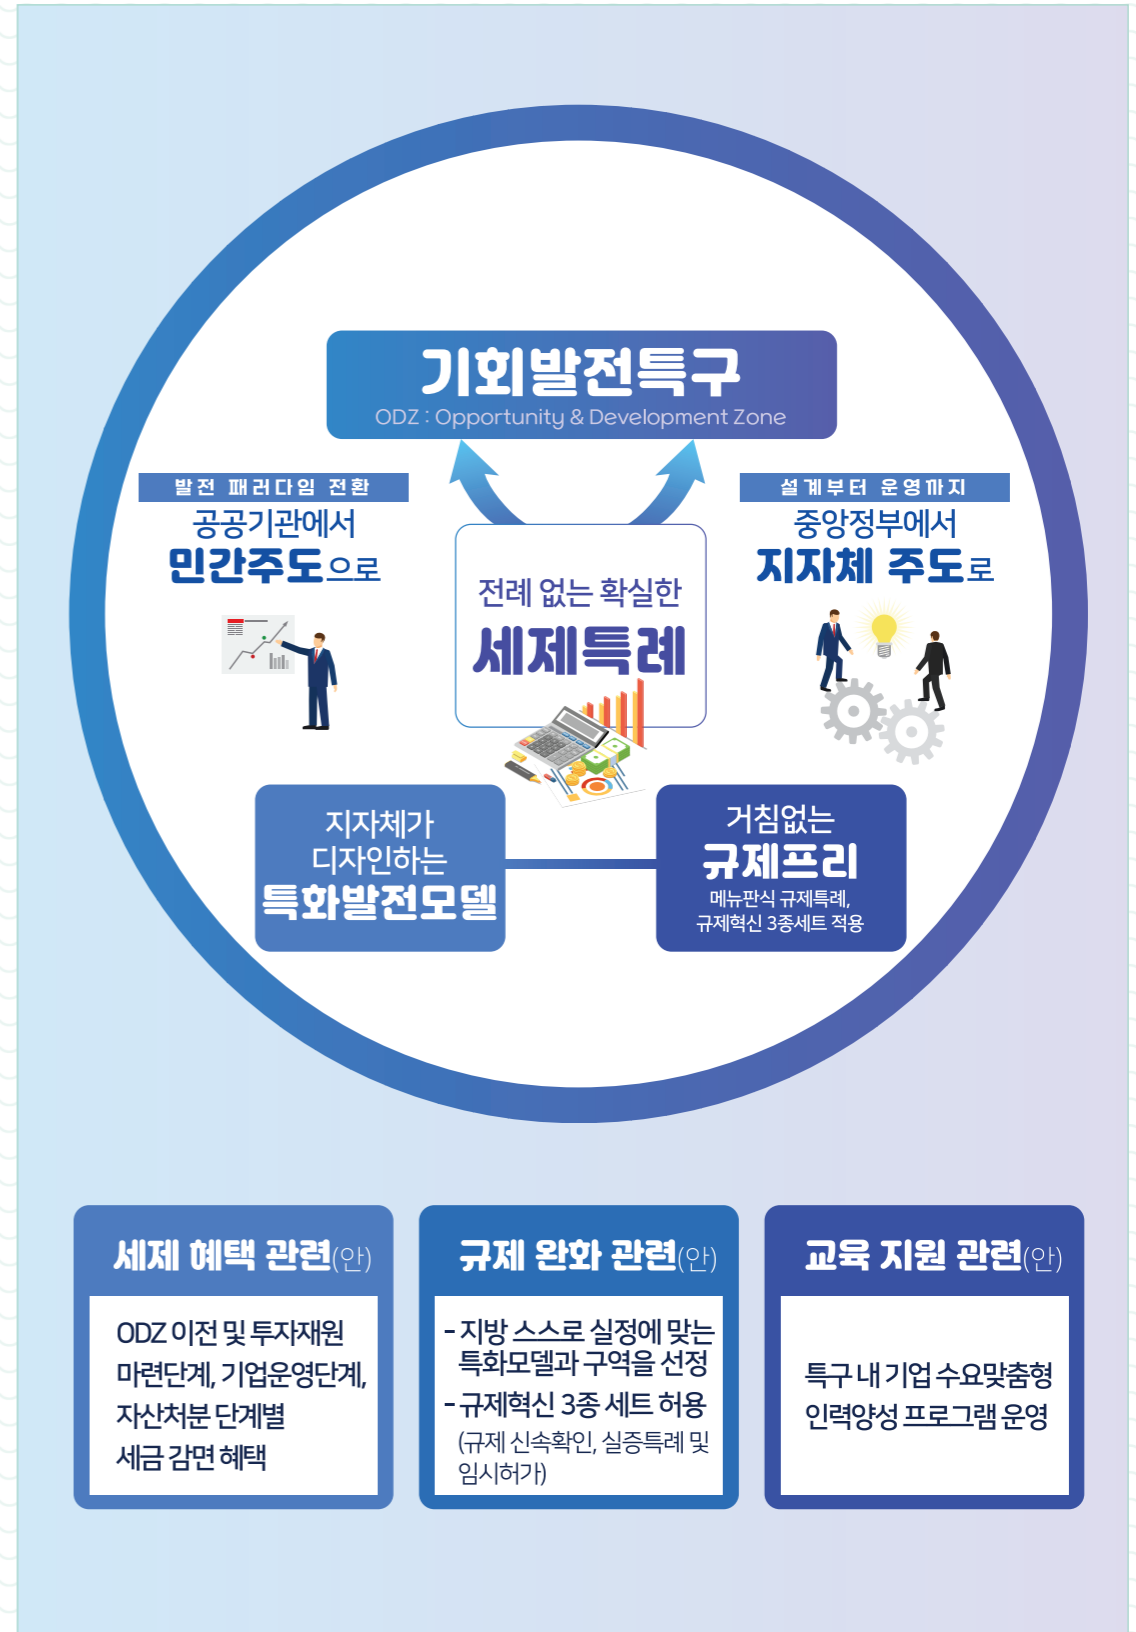 기회발전특구
ODZ : Opportunity & Development Zone
발전 패러다임 전환
공공기관에서
민간주도으로
설계부터 운영까지
중앙정부에서
지자체 주도로
전례 없는 확실한
세제특례
지자체가
디자인하는
특화발전모델
거침없는
규제프리
메뉴판식 규제특례,
규제혁신 3종세트 적용
세제 혜택 관련(안)
ODZ 이전 및 투자재원
마련단계, 기업운영단계,
자산처분 단계별
세금 감면 혜택
규제 완화 관련(안)
- 지방 스스로 실정에 맞는
특화모델과 구역을 선정
- 규제혁신 3종 세트 허용
(규제 신속확인, 실증특례 및
임시허가)
교육 지원 관련(안)
특구 내 기업 수요맞춤형
인력양성 프로그램 운영